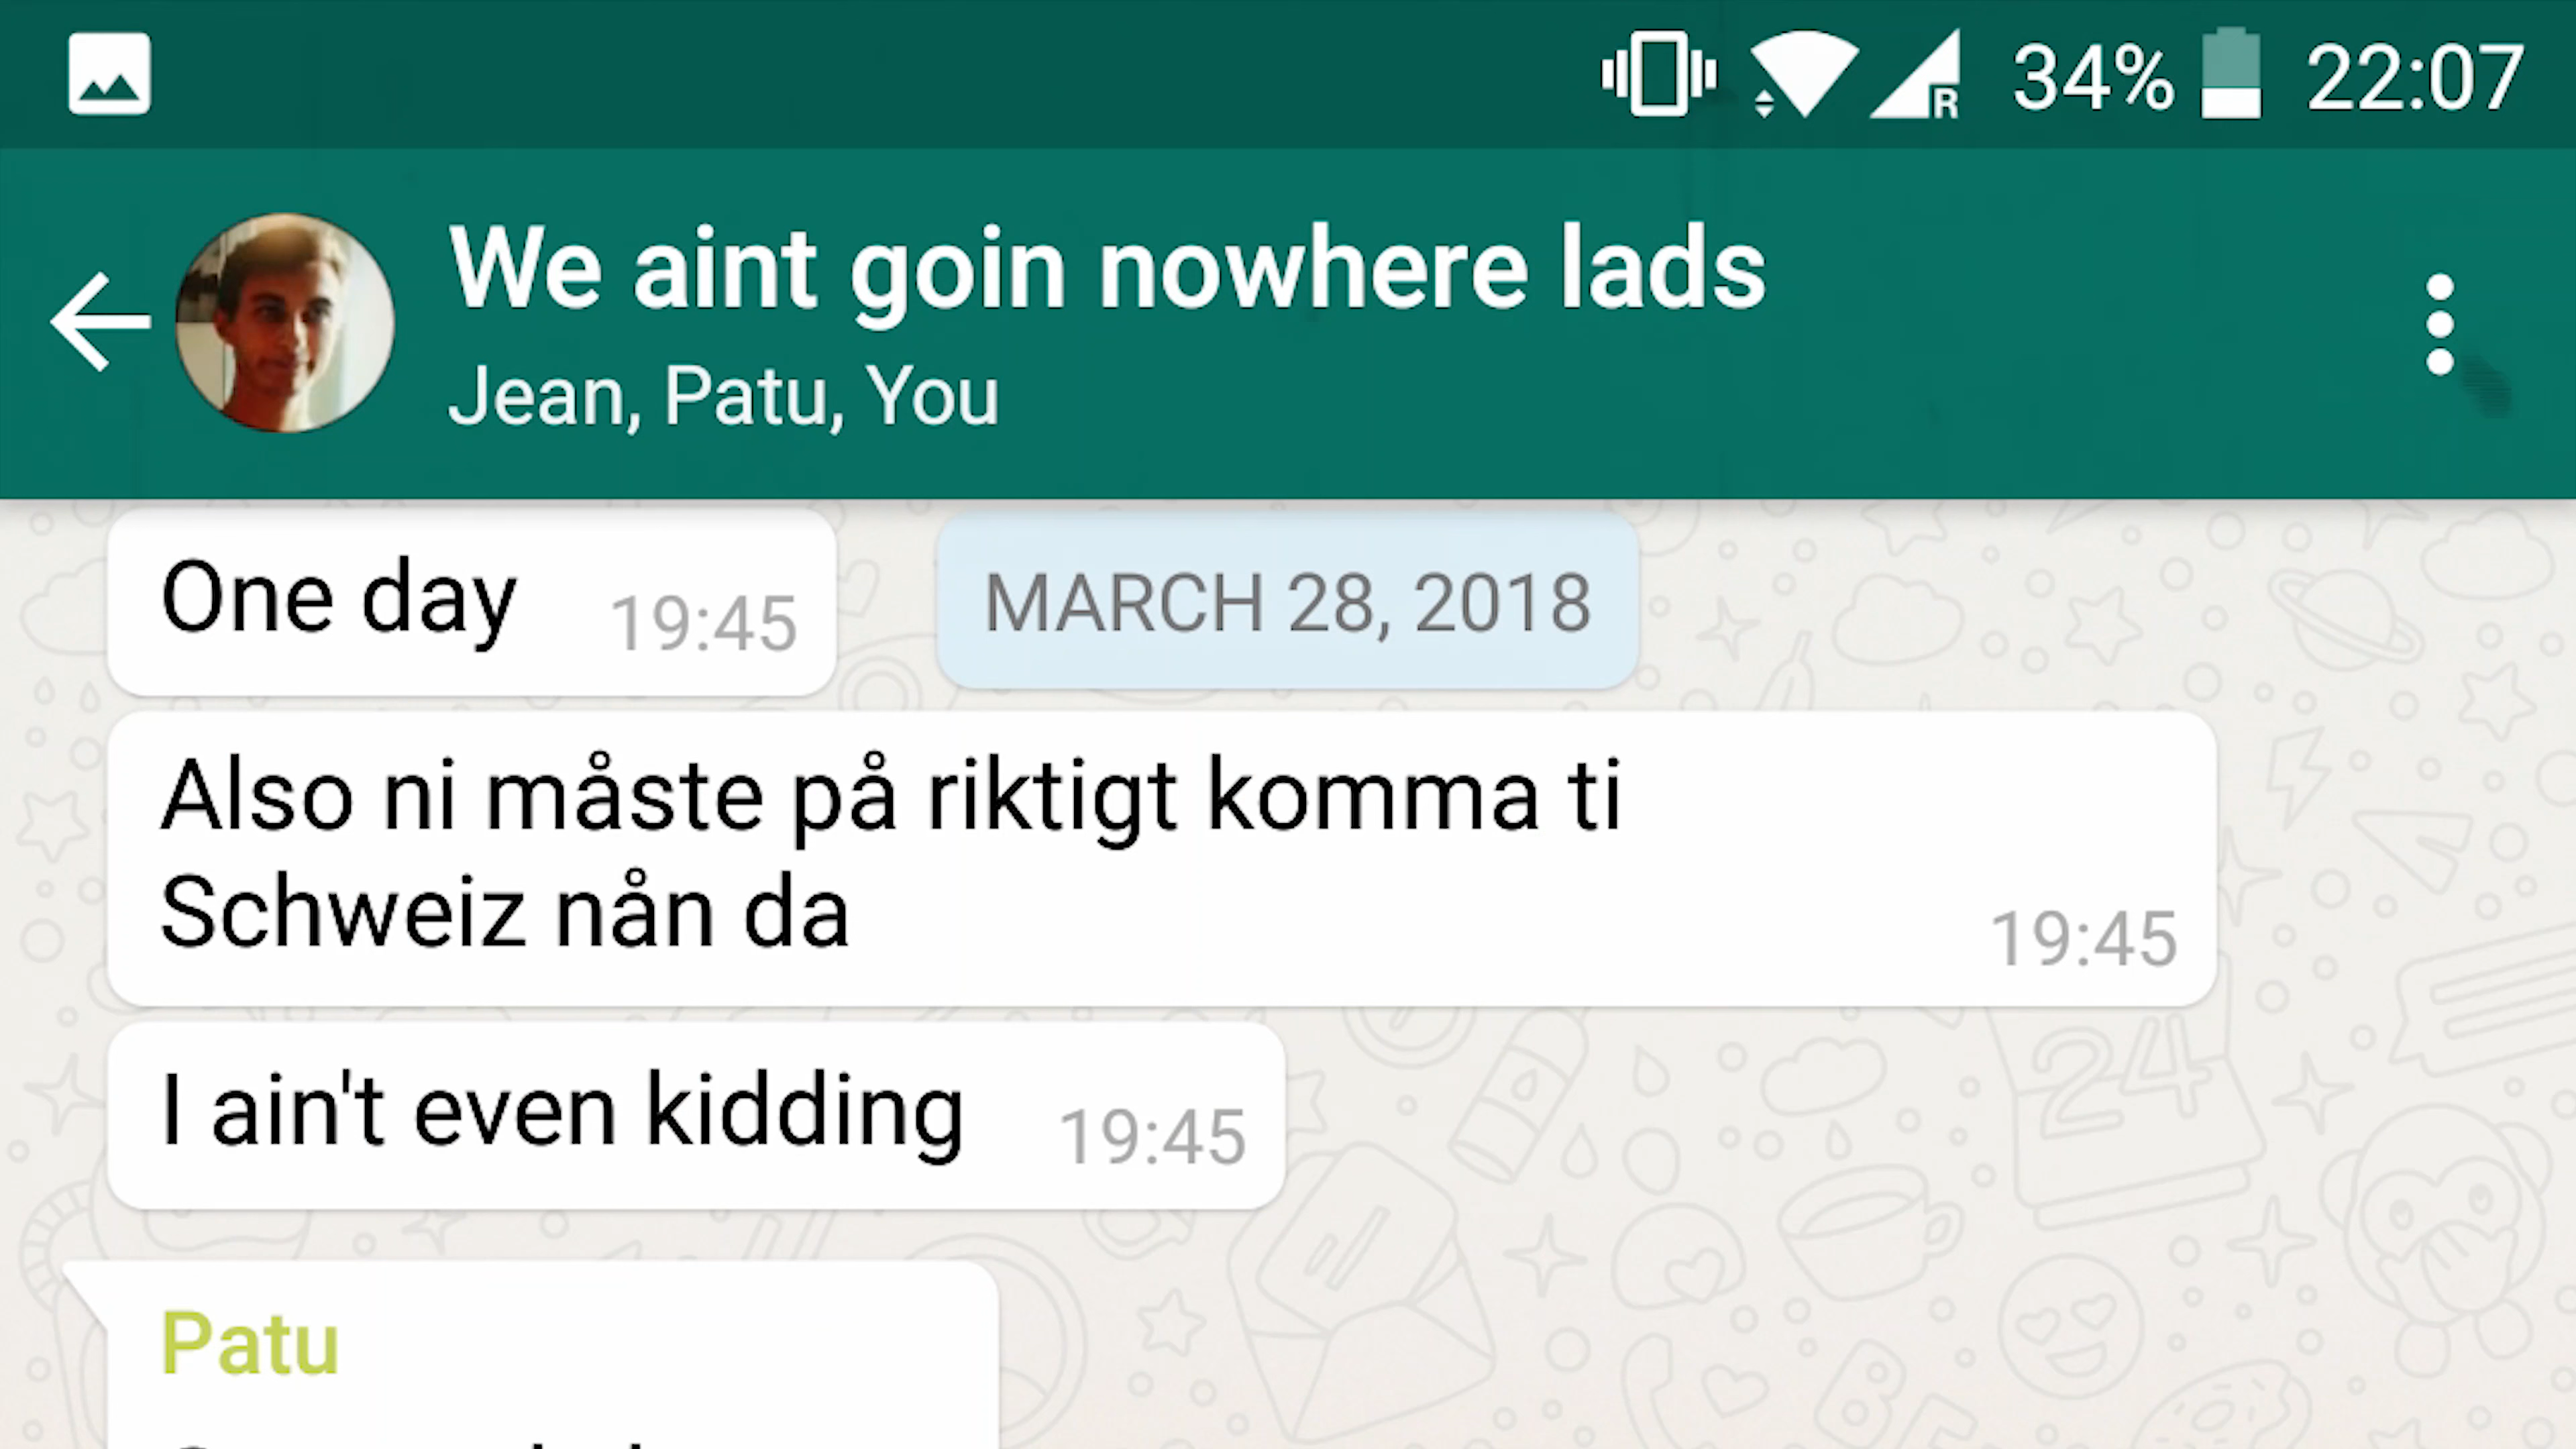 34% 22:07
We aint goin nowhere lads
Jean, Patu, You
One day 19:45
MARCH 28, 2018
Also ni måste på riktigt komma ti
Schweiz nån da
19:45
I ain't even kidding 19:45
Patu